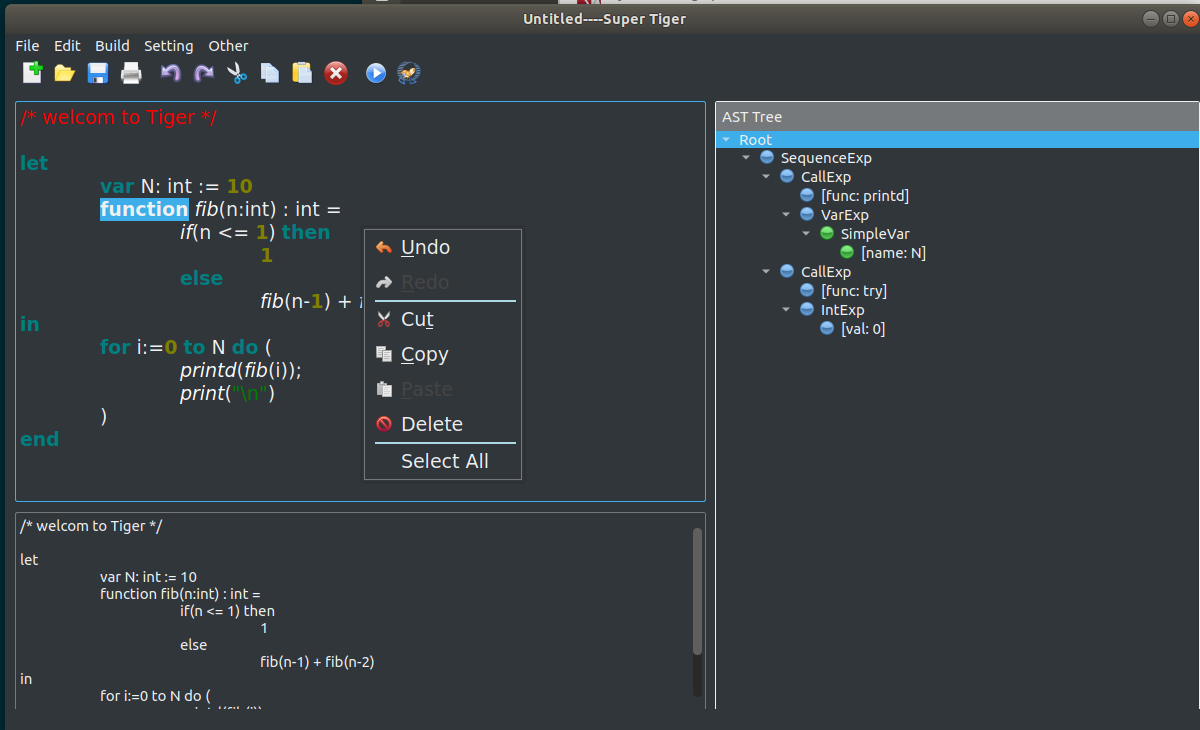 Untitled----Super Tiger
File Edit Build Setting Other
/* welcom to Tiger */
let
var N: int := 10
function fib(n:int) : int =
if(n <= 1) then
1
else
fib(n-1) +
in
for i:=0 to N do (
printd(fib(i));
print("\n")
)
end
Undo
Redo
Cut
Copy
Paste
Delete
Select All
/* welcom to Tiger */
let
var N: int := 10
function fib(n:int) : int =
if(n <= 1) then
1
else
fib(n-1) + fib(n-2)
in
for i:=0 to N do (
AST Tree
Root
SequenceExp
CallExp
[func: printd]
VarExp
SimpleVar
[name: N]
CallExp
[func: try]
IntExp
[val: 0]